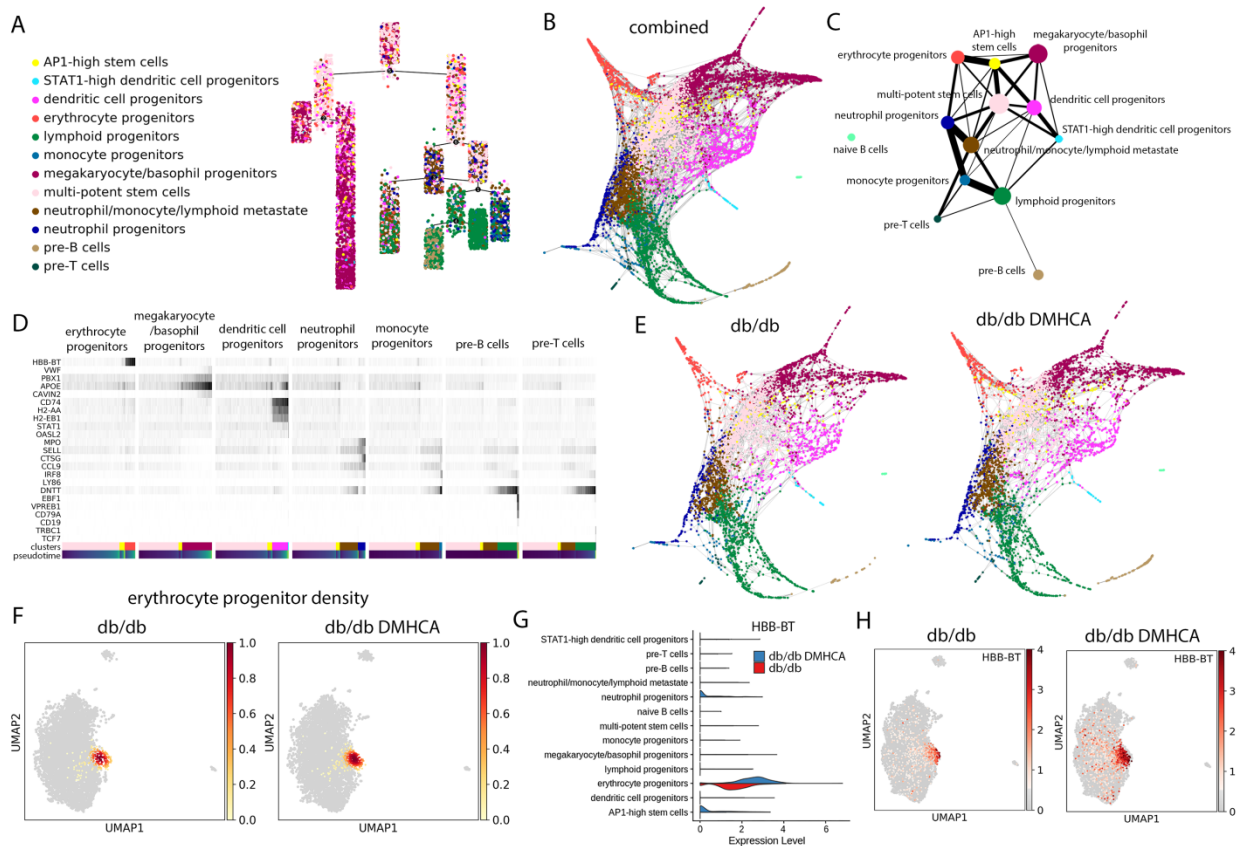 A
AP1-high stem cells
STAT1-high dendritic cell progenitors
dendritic cell progenitors
erythrocyte progenitors
lymphoid progenitors
monocyte progenitors
megakaryocyte/basophil progenitors
multi-potent stem cells
neutrophil/monocyte/lymphoid metastate
neutrophil progenitors
pre-B cells
pre-T cells
B
combined
C
AP1-high
stem cells
megakaryocyte/basophil
progenitors
erythrocyte progenitors
multi-potent stem cells
dendritic cell progenitors
neutrophil progenitors
STAT1-high dendritic cell progenitors
naive B cells
neutrophil/monocyte/lymphoid metastate
monocyte progenitors
lymphoid progenitors
pre-T cells
pre-B cells
D
erythrocyte
progenitors
megakaryocyte
/basophil
progenitors
dendritic cell
progenitors
neutrophil
progenitors
monocyte
progenitors
pre-B cells
pre-T cells
HBB-BT
VWF
PBX1
APOE
CAVIN2
CD74
H2-AA
H2-EB1
STAT1
OASL2
MPO
SELL
CTSG
CCL9
IRF8
LY86
DNTT
EBF1
VPREB1
CD79A
CD19
TRBC1
TCF7
clusters
pseudotime
E
db/db
db/db DMHCA
F
erythrocyte progenitor density
db/db
UMAP2
UMAP1
1.0
0.8
0.6
0.4
0.2
0.0
db/db DMHCA
UMAP2
UMAP1
1.0
0.8
0.6
0.4
0.2
0.0
G
HBB-BT
db/db DMHCA
db/db
STAT1-high dendritic cell progenitors
pre-T cells
pre-B cells
neutrophil/monocyte/lymphoid metastate
neutrophil progenitors
naive B cells
multi-potent stem cells
monocyte progenitors
megakaryocyte/basophil progenitors
lymphoid progenitors
erythrocyte progenitors
dendritic cell progenitors
AP1-high stem cells
0 2 4 6
Expression Level
H
db/db
HBB-BT
UMAP2
UMAP1
4
3
2
1
0
db/db DMHCA
HBB-BT
UMAP2
UMAP1
4
3
2
1
0